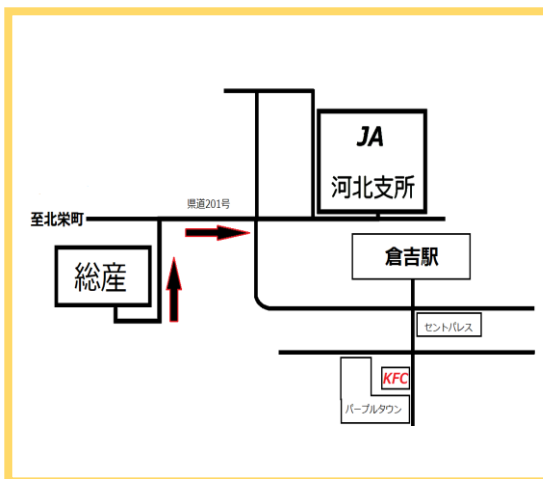 JA
河北支所
県道201号
至北栄町
総産
倉吉駅
セントパレス
KFC
パープルタウン